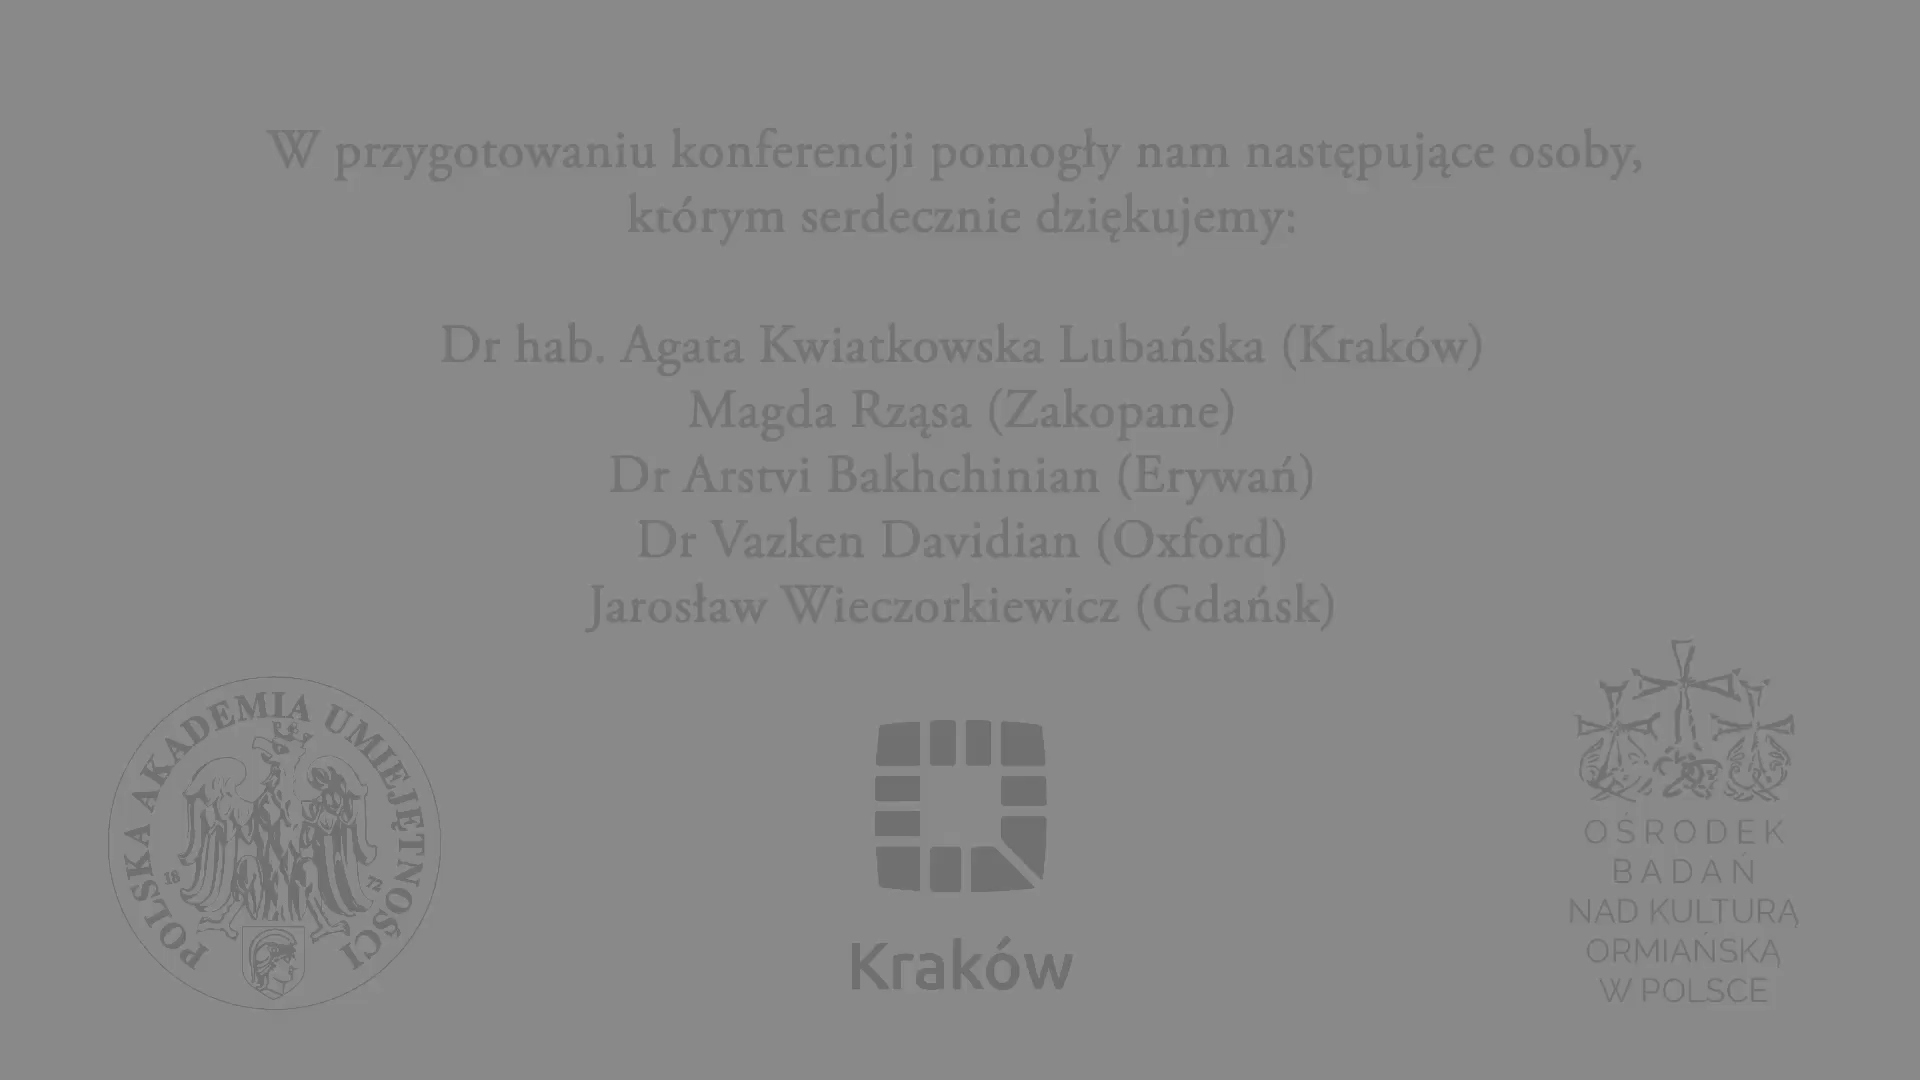 W przygotowaniu konferencji pomogły nam następujące osoby,
którym serdecznie dziękujemy:
Dr hab. Agata Kwiatkowska Lubańska (Kraków)
Magda Rząsa (Zakopane)
Dr Arstvi Bakhchinian (Erywań)
Dr Vazken Davidian (Oxford)
Jarosław Wieczorkiewicz (Gdańsk)
POLSKA AKADEMIA UMIEJĘTNOŚCI
18 72
Kraków
OŚRODEK
BADAŃ
NAD KULTURĄ
ORMIAŃSKĄ
W POLSCE